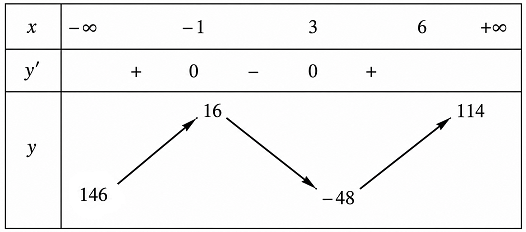 x −∞ −1 3 6 +∞
y′ + 0 − 0 +
16 114
y
146 −48